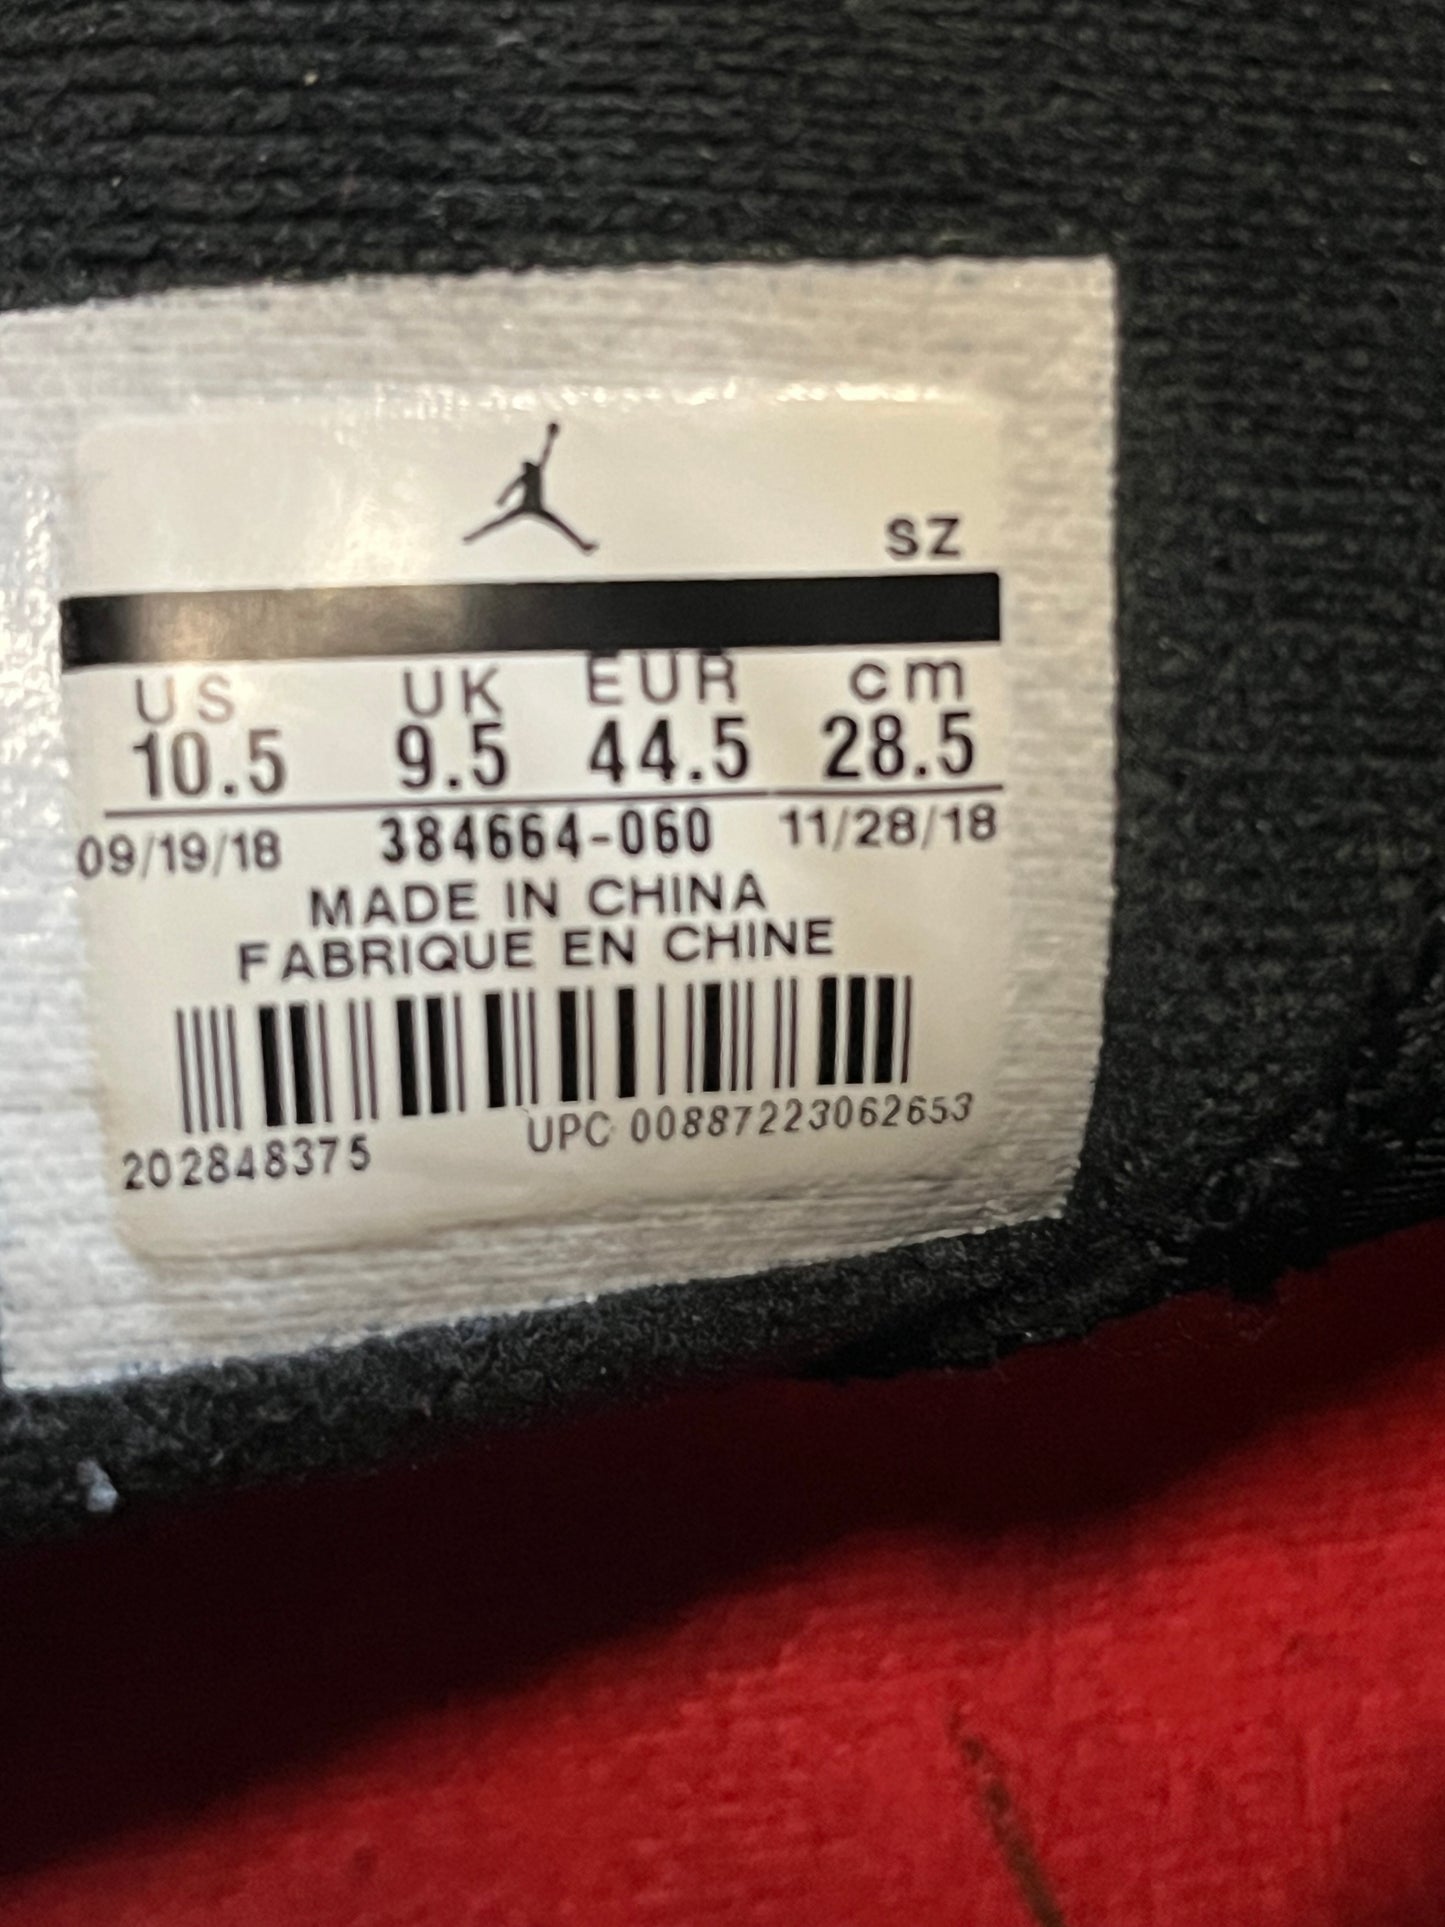 SZ
US UK EUR cm
10.5 9.5 44.5 28.5
09/19/18 384664-060 11/28/18
MADE IN CHINA
FABRIQUE EN CHINE
202848375 UPC 00887223062653